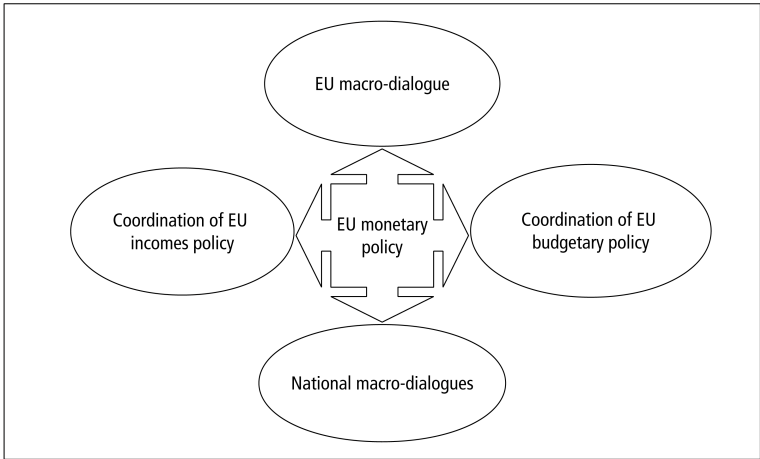 EU macro-dialogue
Coordination of EU
incomes policy
EU monetary
policy
Coordination of EU
budgetary policy
National macro-dialogues